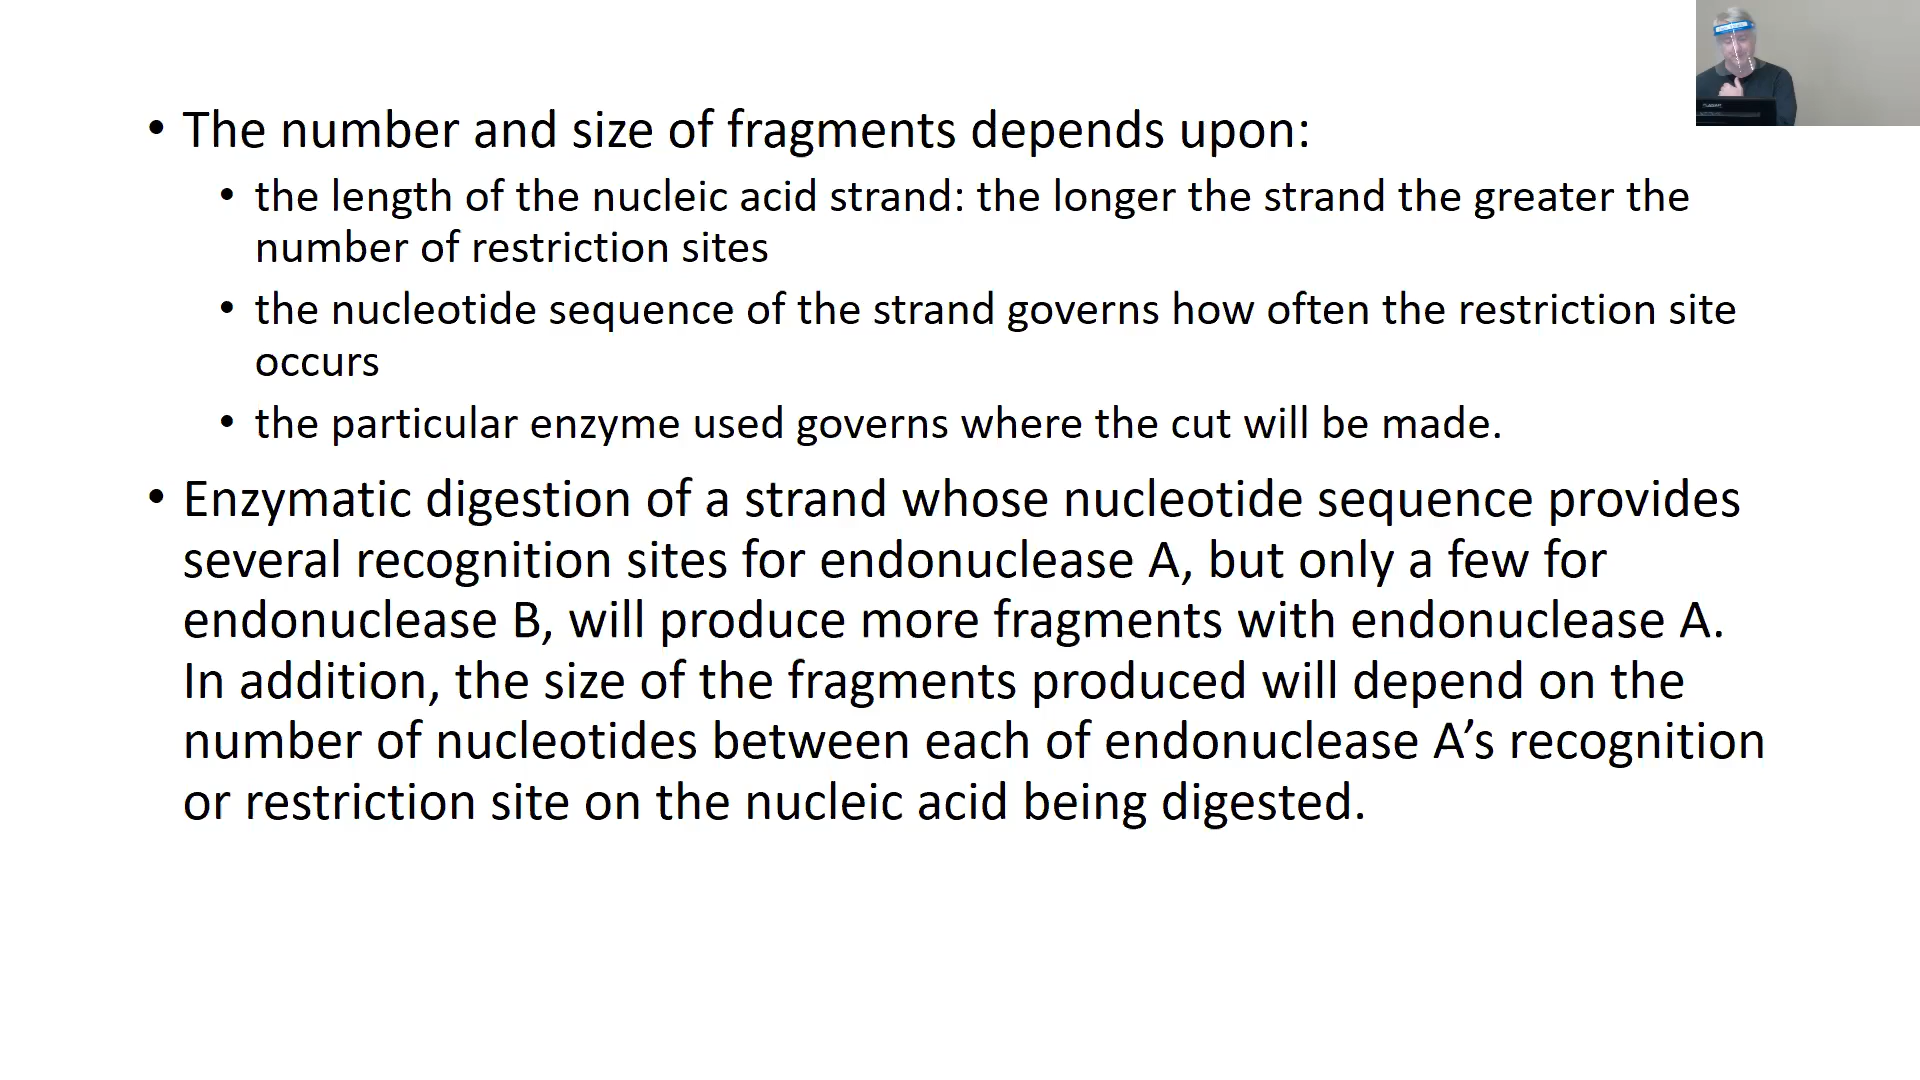 • The number and size of fragments depends upon:
• the length of the nucleic acid strand: the longer the strand the greater the
number of restriction sites
• the nucleotide sequence of the strand governs how often the restriction site
occurs
• the particular enzyme used governs where the cut will be made.
• Enzymatic digestion of a strand whose nucleotide sequence provides
several recognition sites for endonuclease A, but only a few for
endonuclease B, will produce more fragments with endonuclease A.
In addition, the size of the fragments produced will depend on the
number of nucleotides between each of endonuclease A’s recognition
or restriction site on the nucleic acid being digested.